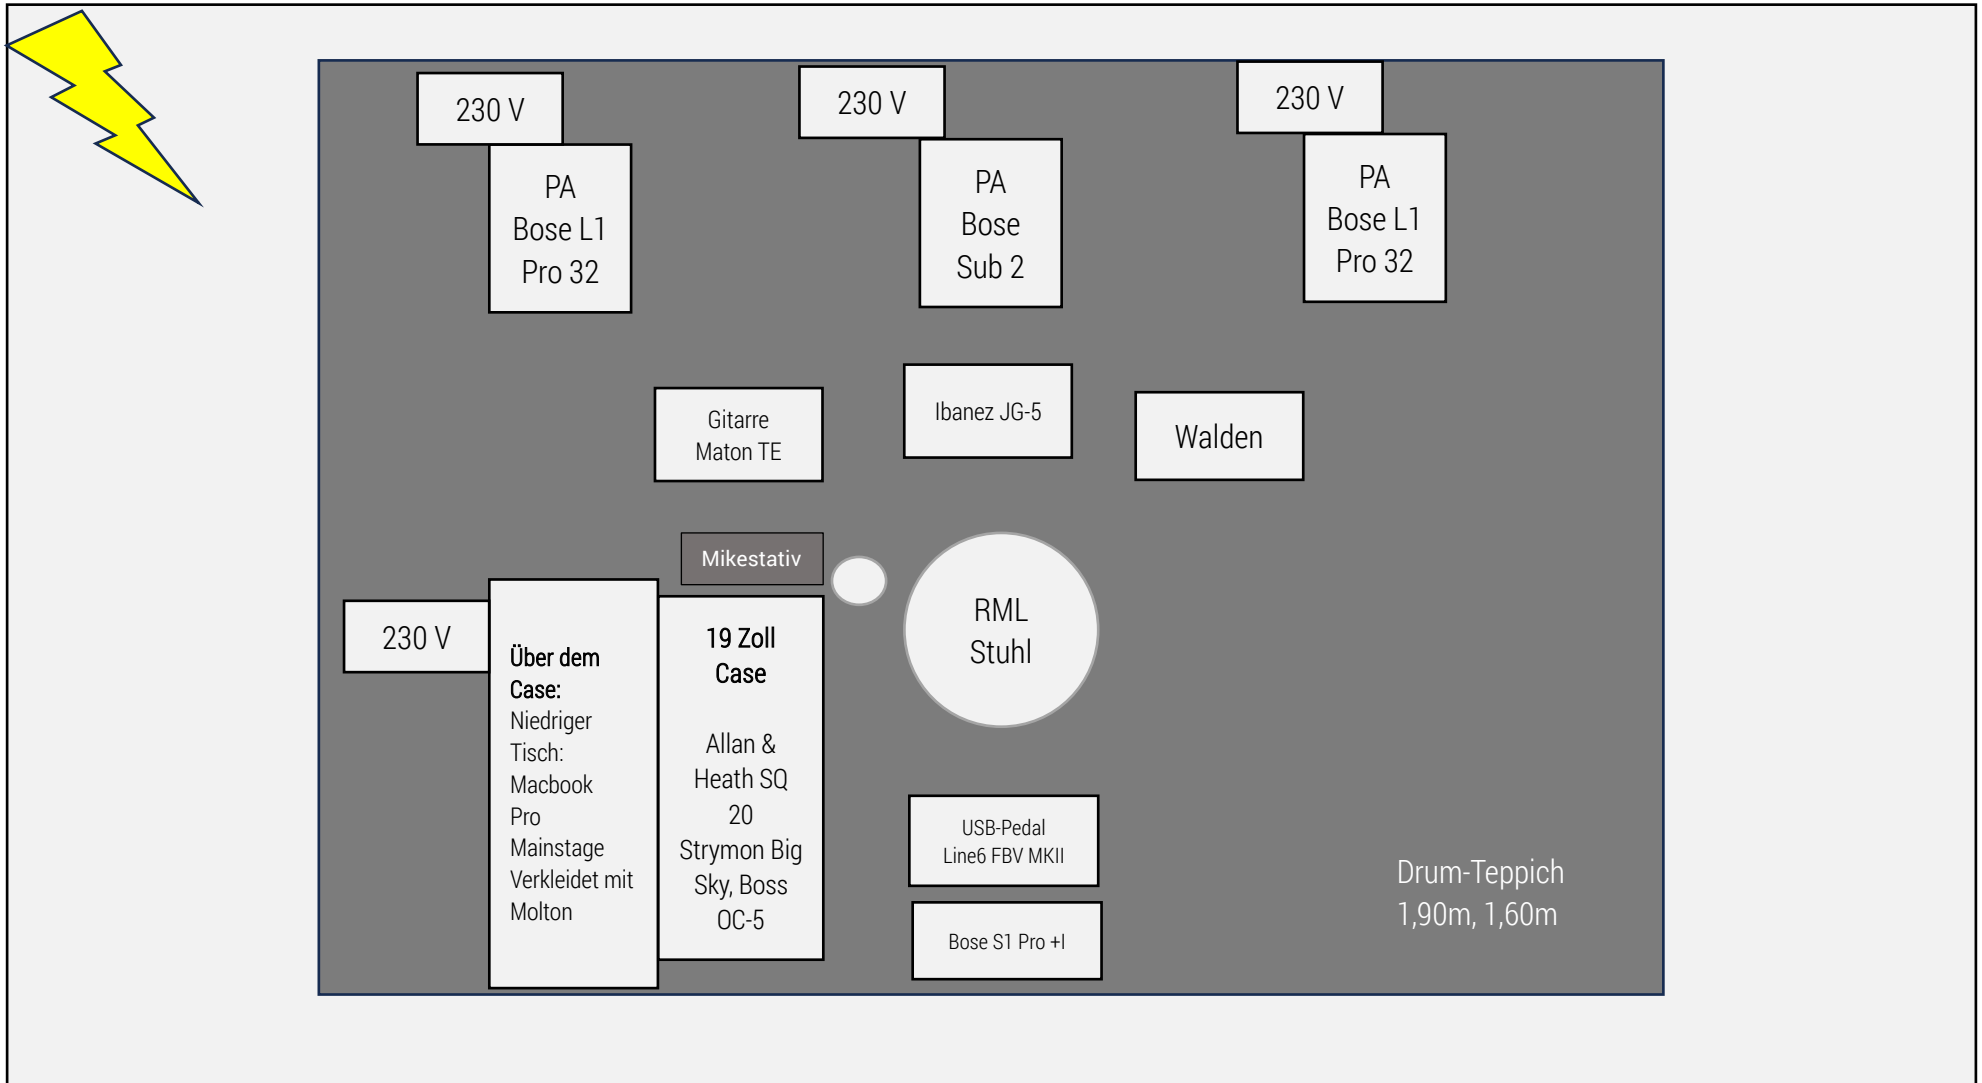 230 V
230 V
230 V
PA
Bose L1
Pro 32
PA
Bose
Sub 2
PA
Bose L1
Pro 32
Gitarre
Maton TE
Ibanez JG-5
Walden
Mikestativ
230 V
Über dem
Case:
Niedriger
Tisch:
Macbook
Pro
Mainstage
Verkleidet mit
Molton
19 Zoll
Case
Allan &
Heath SQ
20
Strymon Big
Sky, Boss
OC-5
RML
Stuhl
USB-Pedal
Line6 FBV MKII
Bose S1 Pro +I
Drum-Teppich
1,90m, 1,60m